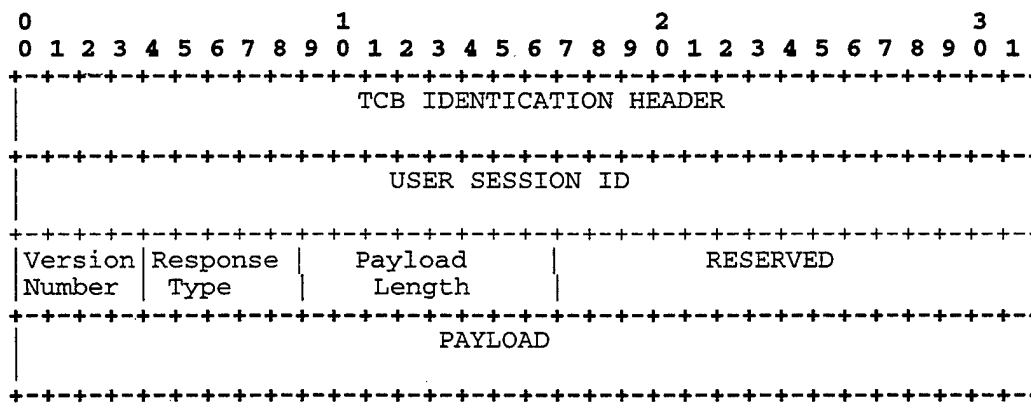 0 1 2 3
0 1 2 3 4 5 6 7 8 9 0 1 2 3 4 5 6 7 8 9 0 1 2 3 4 5 6 7 8 9 0 1
TCB IDENTICATION HEADER
USER SESSION ID
Version Response Payload RESERVED
Number Type Length
PAYLOAD